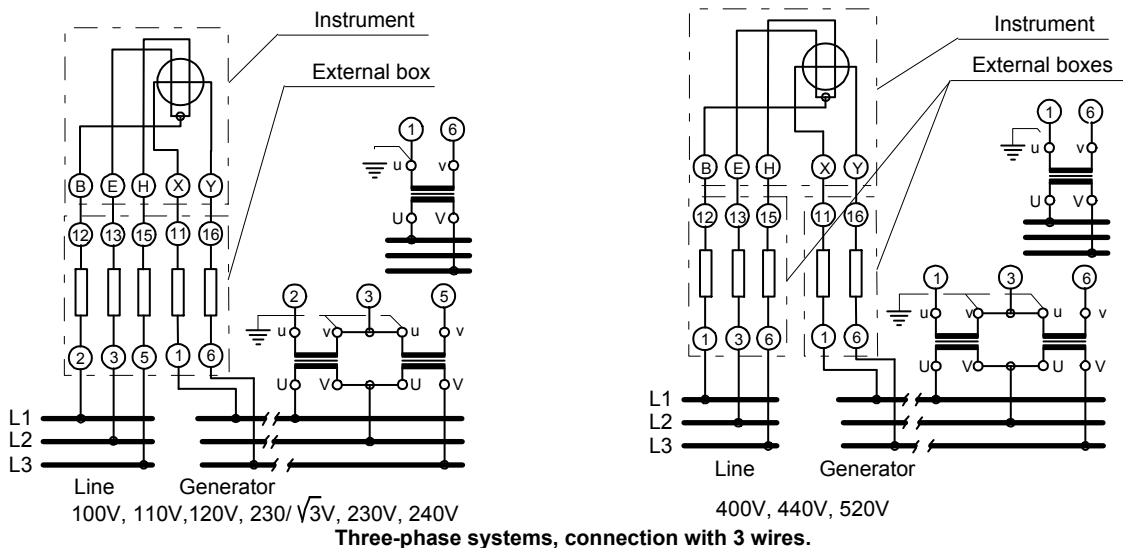 Instrument
External box
B E H X Y
12 13 15 11 16
2 3 5 1 6
1 6
u v
U V
2 3 5
u v u v
U V U V
L1
L2
L3
Line Generator
100V, 110V,120V, 230/ √3V, 230V, 240V
Instrument
External boxes
B E H X Y
12 13 15 11 16
1 3 6 1 6
1 6
u v
U V
1 3 6
u v u v
U V U V
L1
L2
L3
Line Generator
400V, 440V, 520V
Three-phase systems, connection with 3 wires.